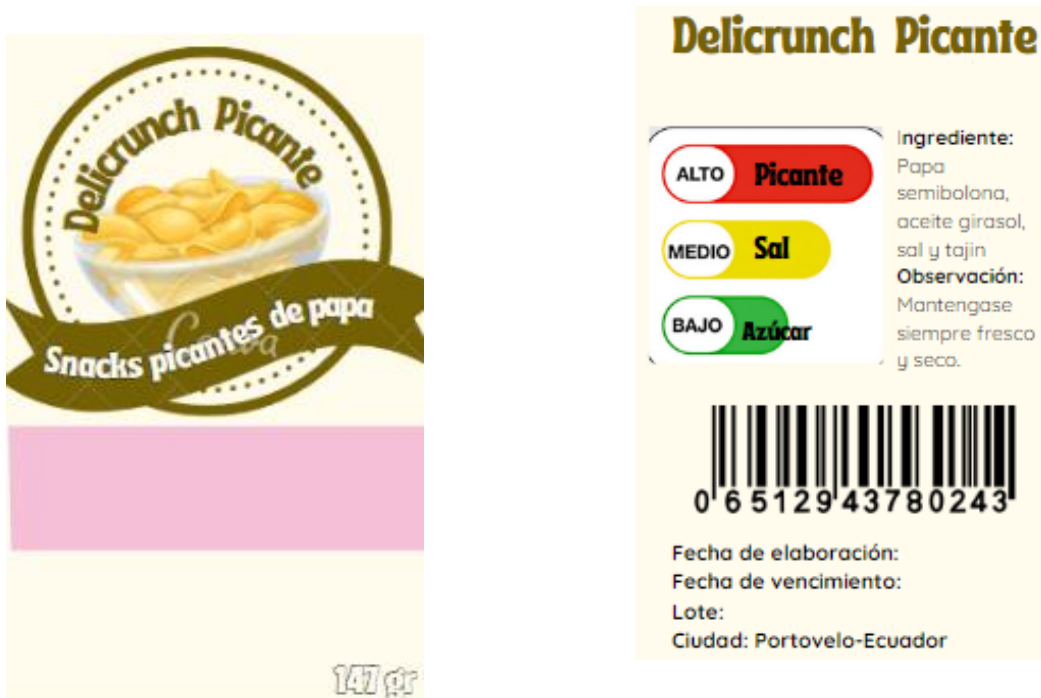 Delicrunch Picante
Snacks picantes de papa
Canva
147 gr
Delicrunch Picante
ALTO Picante
MEDIO Sal
BAJO Azúcar
Ingrediente:
Papa
semibolona,
aceite girasol,
sal y tajin
Observación:
Mantengase
siempre fresco
y seco.
0 65129 43780243
Fecha de elaboración:
Fecha de vencimiento:
Lote:
Ciudad: Portovelo-Ecuador